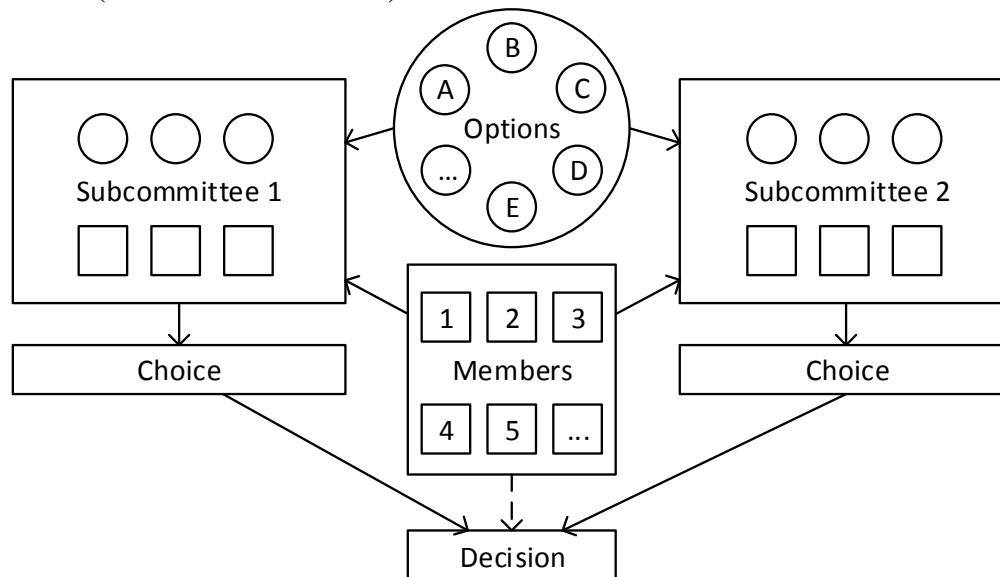 B
A
C
Options
...
D
E
Subcommittee 1
Subcommittee 2
1 2 3
Members
4 5 ...
Choice
Choice
Decision